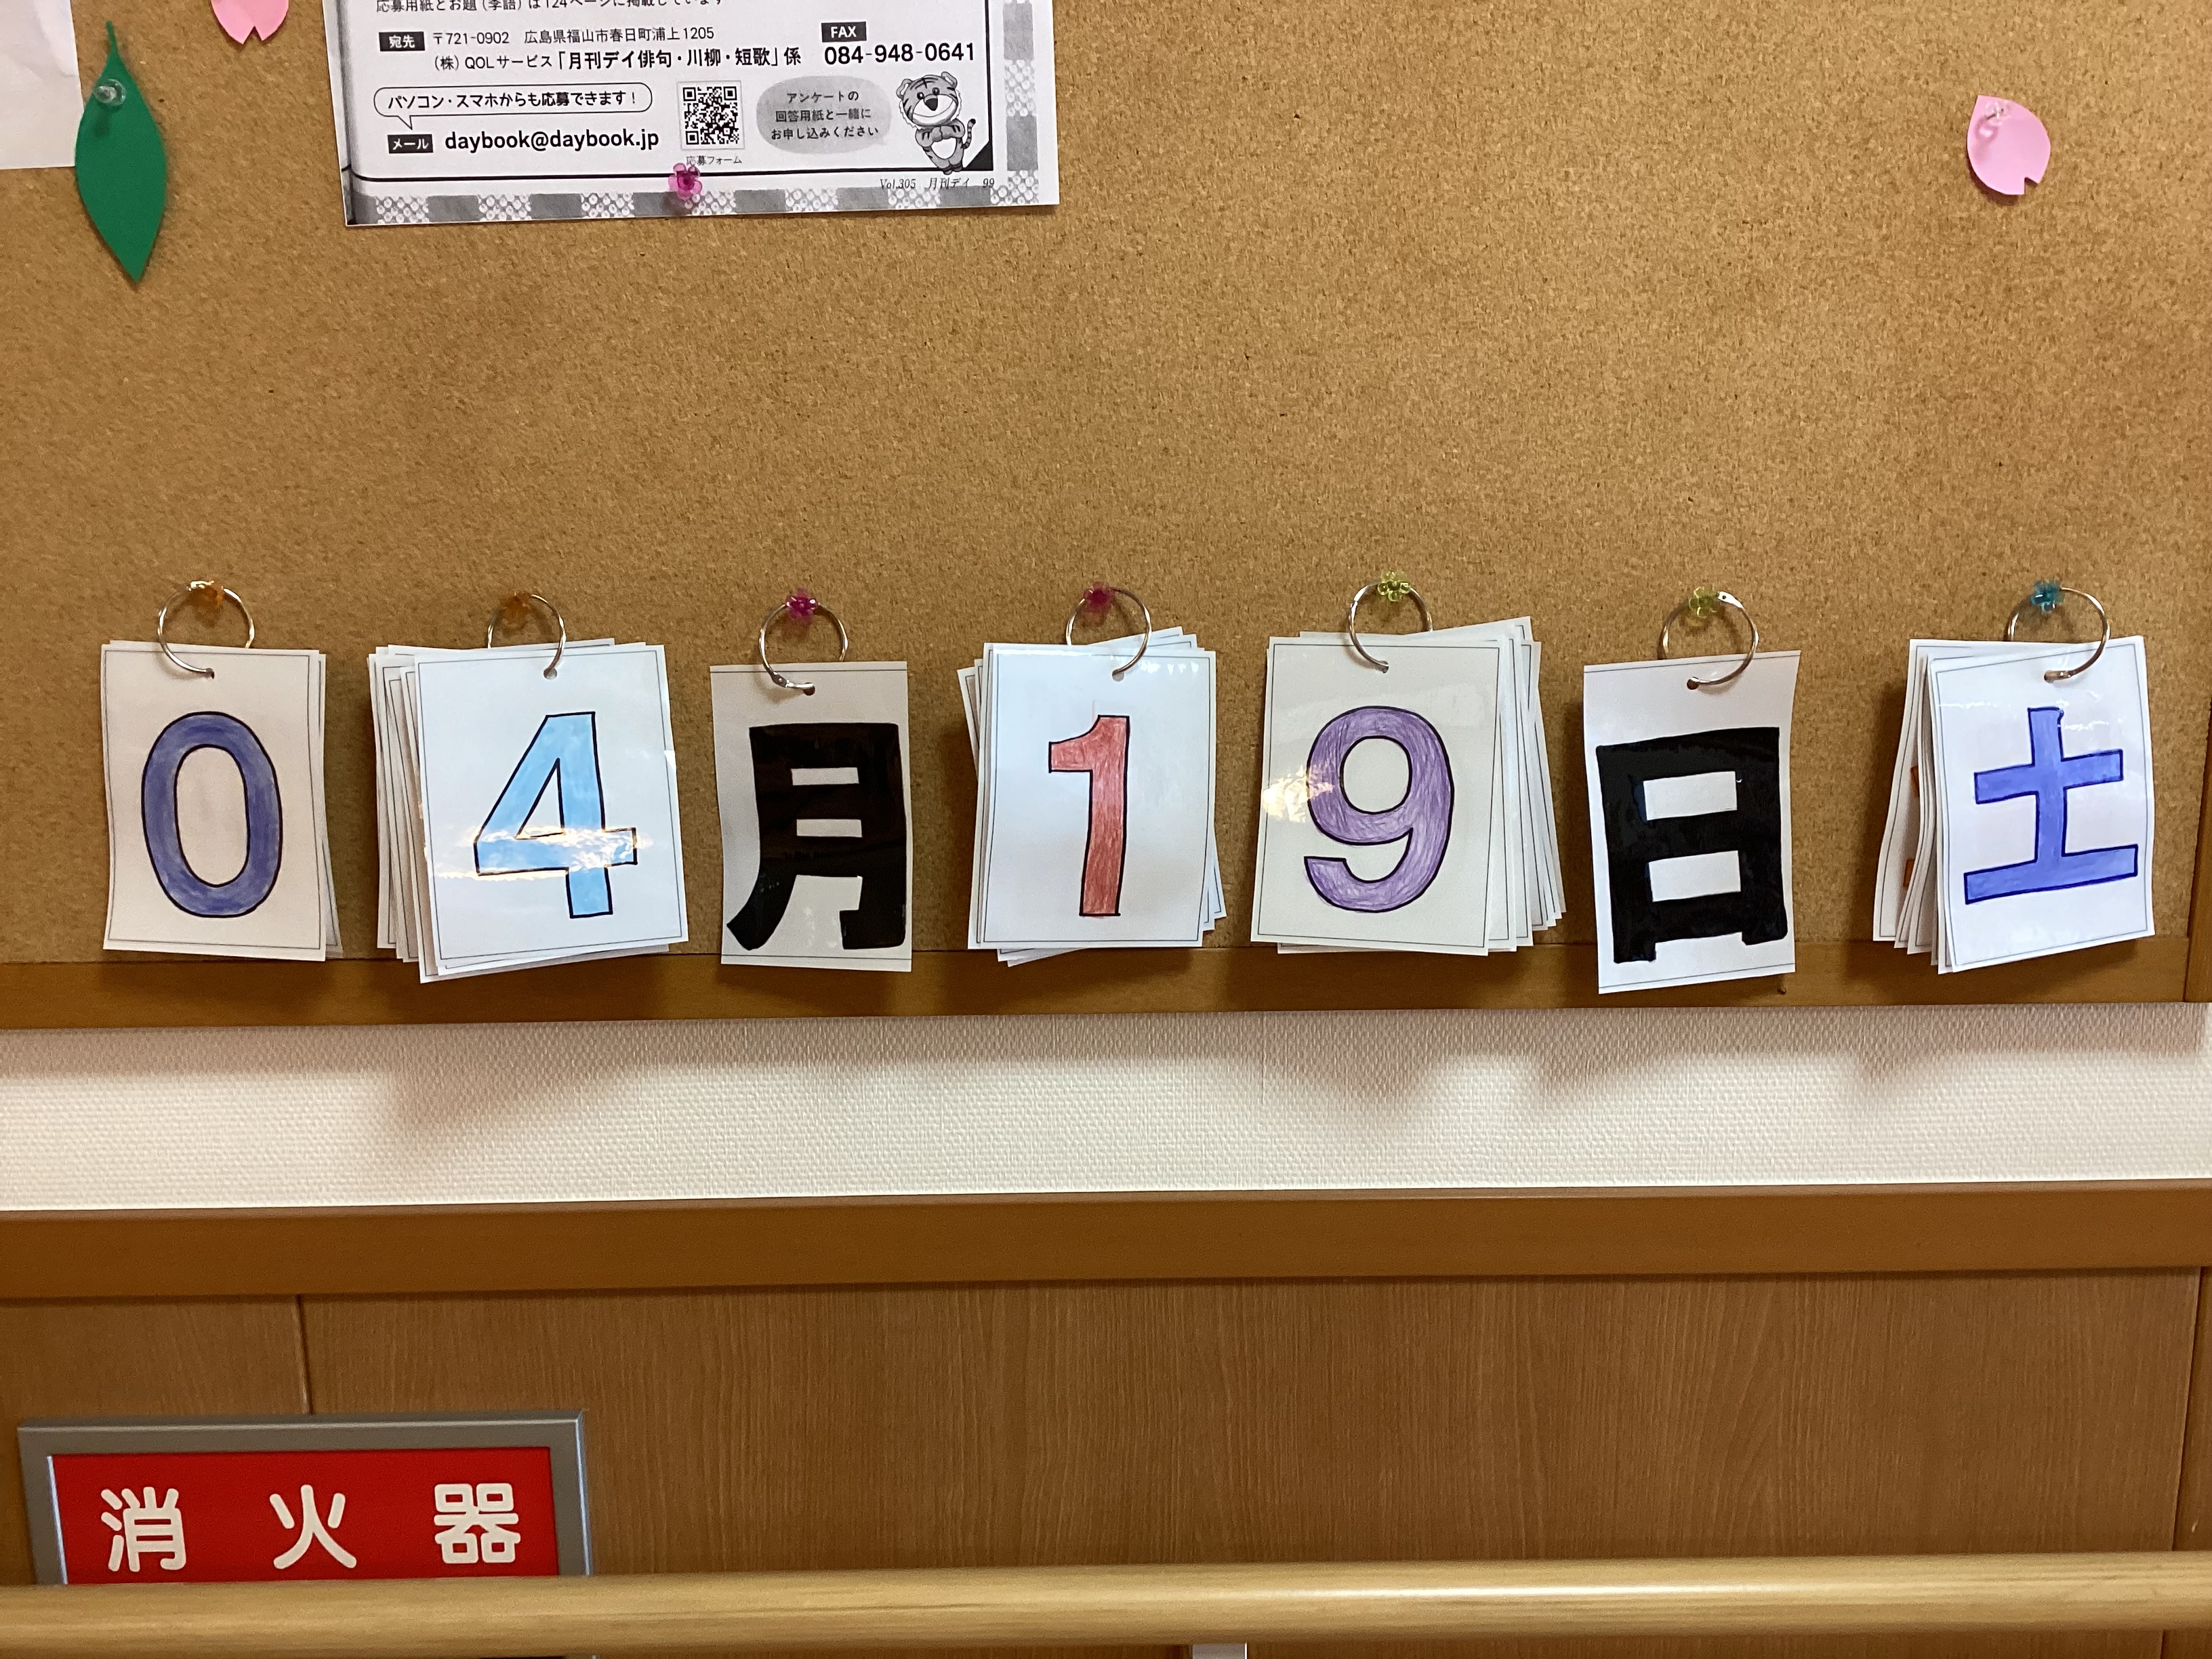 応募用紙とお題（季語）は124ページに掲載しています
宛先 〒721-0902 広島県福山市春日町浦上1205
（株）QOLサービス「月刊デイ俳句・川柳・短歌」係
FAX
084-948-0641
パソコン・スマホからも応募できます！
メール daybook@daybook.jp
応募フォーム
アンケートの
回答用紙と一緒に
お申し込みください
Vol.305 月刊デイ 99
04月19日土
消火器